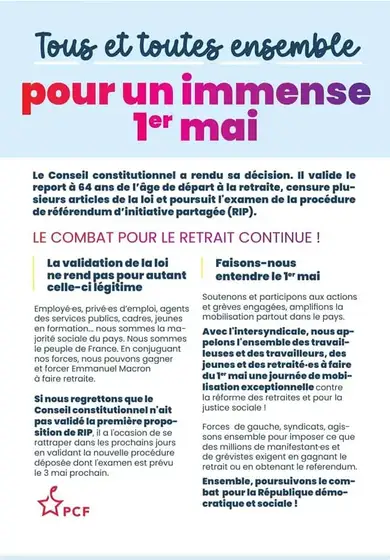 Tous et toutes ensemble
pour un immense
1er mai
Le Conseil constitutionnel a rendu sa décision. Il valide le
report à 64 ans de l'âge de départ à la retraite, censure plu-
sieurs articles de la loi et poursuit l'examen de la procédure
de référendum d'initiative partagée (RIP).
LE COMBAT POUR LE RETRAIT CONTINUE !
La validation de la loi
ne rend pas pour autant
celle-ci légitime
Employé·es, privé·es d'emploi, agents
des services publics, cadres, jeunes
en formation... nous sommes la ma-
jorité sociale du pays. Nous sommes
le peuple de France. En conjuguant
nos forces, nous pouvons gagner
et forcer Emmanuel Macron
à faire retraite.
Si nous regrettons que le
Conseil constitutionnel n'ait
pas validé la première propo-
sition de RIP, il a l'ocasion de se
rattraper dans les prochains jours
en validant la nouvelle procédure
déposée dont l'examen est prévu
le 3 mai prochain.
PCF
Faisons-nous
entendre le 1er mai
Soutenons et participons aux actions
et grèves engagées, amplifions la
mobilisation partout dans le pays.
Avec l'intersyndicale, nous ap-
pelons l'ensemble des travail-
leuses et des travailleurs, des
jeunes et des retraité·es à faire
du 1er mai une journée de mobi-
lisation exceptionnelle contre
la réforme des retraites et pour la
justice sociale !
Forces de gauche, syndicats, agis-
sons ensemble pour imposer ce que
des millions de manifestant·es et
de grévistes exigent en gagnant le
retrait ou en obtenant le referendum.
Ensemble, poursuivons le com-
bat pour la République démo-
cratique et sociale !